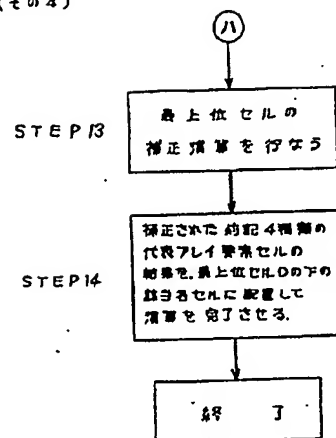 (その4)
ハ
STEP13
最上位セルの
補正演算を行なう
STEP14
補正された前記4種類の
代表アレイ要素セルの
結果を、最上位セルDの下の
該当各セルに配置して
演算を完了させる.
終 了